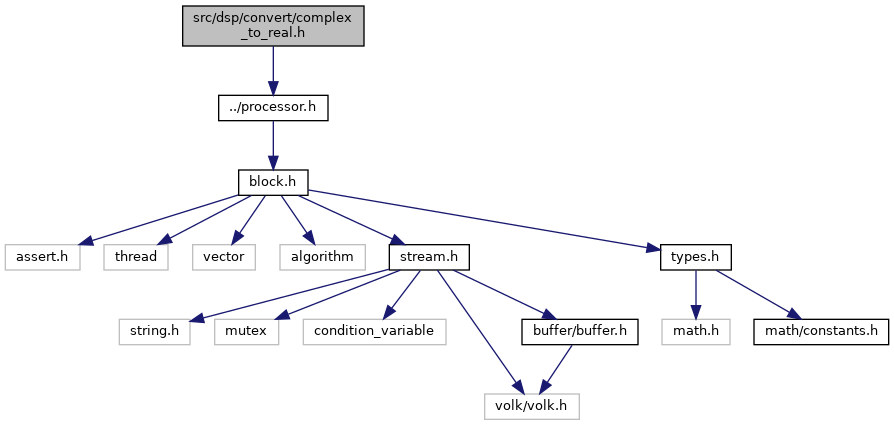 src/dsp/convert/complex
_to_real.h
../processor.h
block.h
assert.h
thread
vector
algorithm
stream.h
types.h
string.h
mutex
condition_variable
buffer/buffer.h
math.h
math/constants.h
volk/volk.h